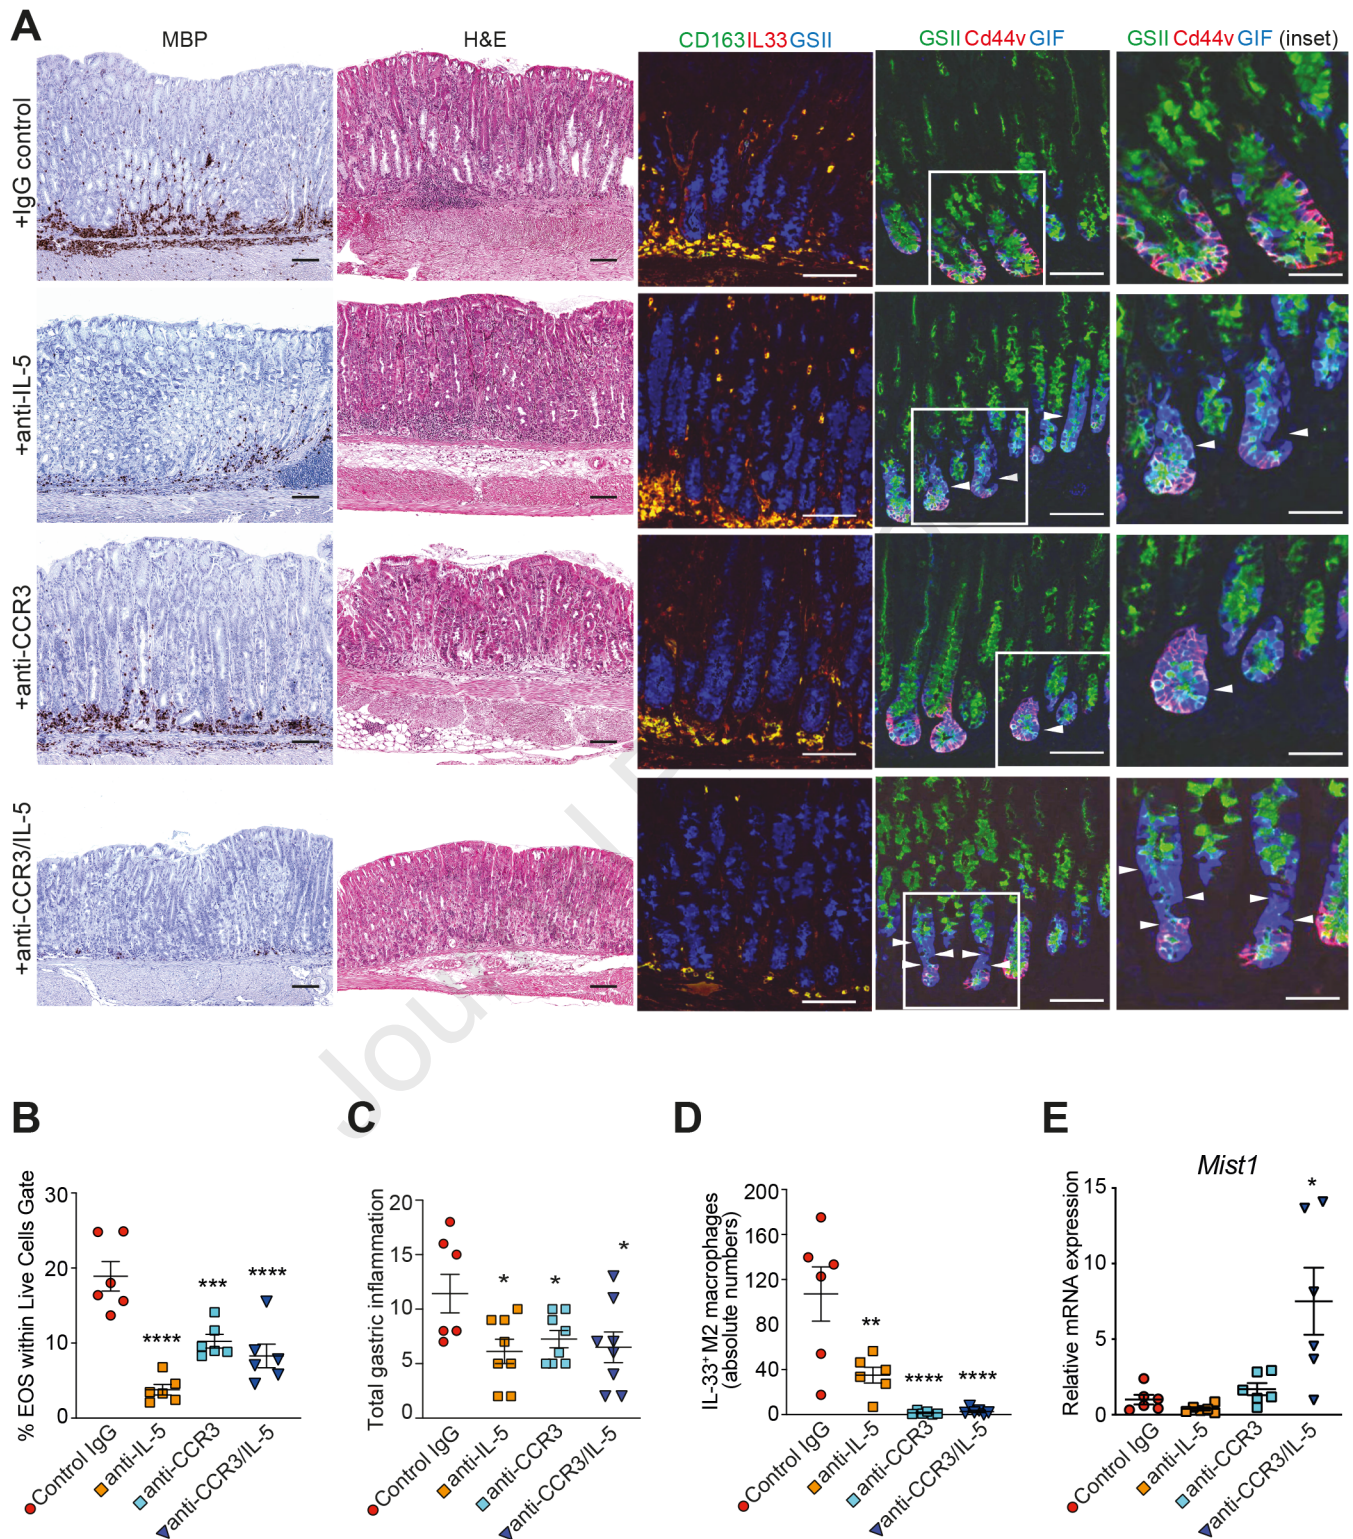 A
MBP
H&E
CD163IL33GSII
GSII Cd44v GIF
GSII Cd44v GIF (inset)
+IgG control
+anti-IL-5
+anti-CCR3
+anti-CCR3/IL-5
B
% EOS within Live Cells Gate
30
20
10
0
****
***
****
Control IgG
anti-IL-5
anti-CCR3
anti-CCR3/IL-5
C
Total gastric inflammation
20
15
10
5
0
*
*
*
Control IgG
anti-IL-5
anti-CCR3
anti-CCR3/IL-5
D
IL-33+ M2 macrophages
(absolute numbers)
200
160
120
80
40
0
**
****
****
Control IgG
anti-IL-5
anti-CCR3
anti-CCR3/IL-5
E
Mist1
Relative mRNA expression
15
10
5
0
*
Control IgG
anti-IL-5
anti-CCR3
anti-CCR3/IL-5